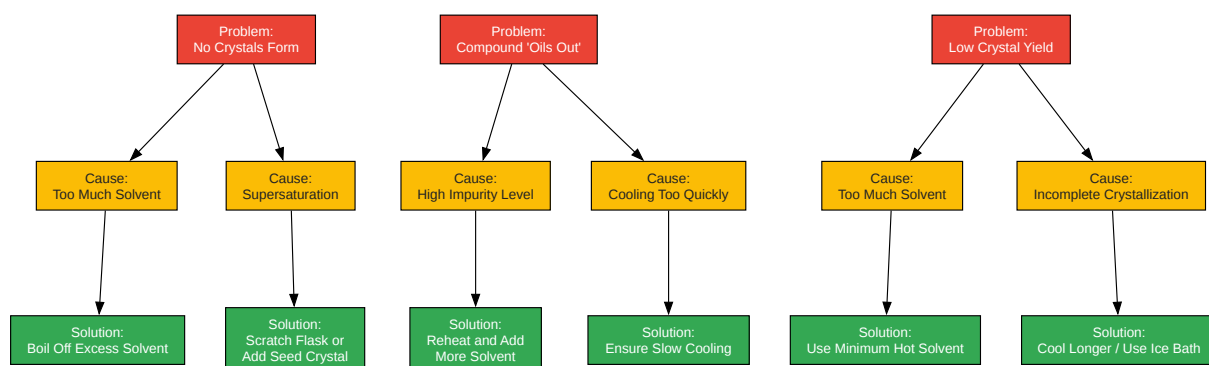 Problem:
No Crystals Form
Problem:
Compound 'Oils Out'
Problem:
Low Crystal Yield
Cause:
Too Much Solvent
Cause:
Supersaturation
Cause:
High Impurity Level
Cause:
Cooling Too Quickly
Cause:
Too Much Solvent
Cause:
Incomplete Crystallization
Solution:
Boil Off Excess Solvent
Solution:
Scratch Flask or
Add Seed Crystal
Solution:
Reheat and Add
More Solvent
Solution:
Ensure Slow Cooling
Solution:
Use Minimum Hot Solvent
Solution:
Cool Longer / Use Ice Bath